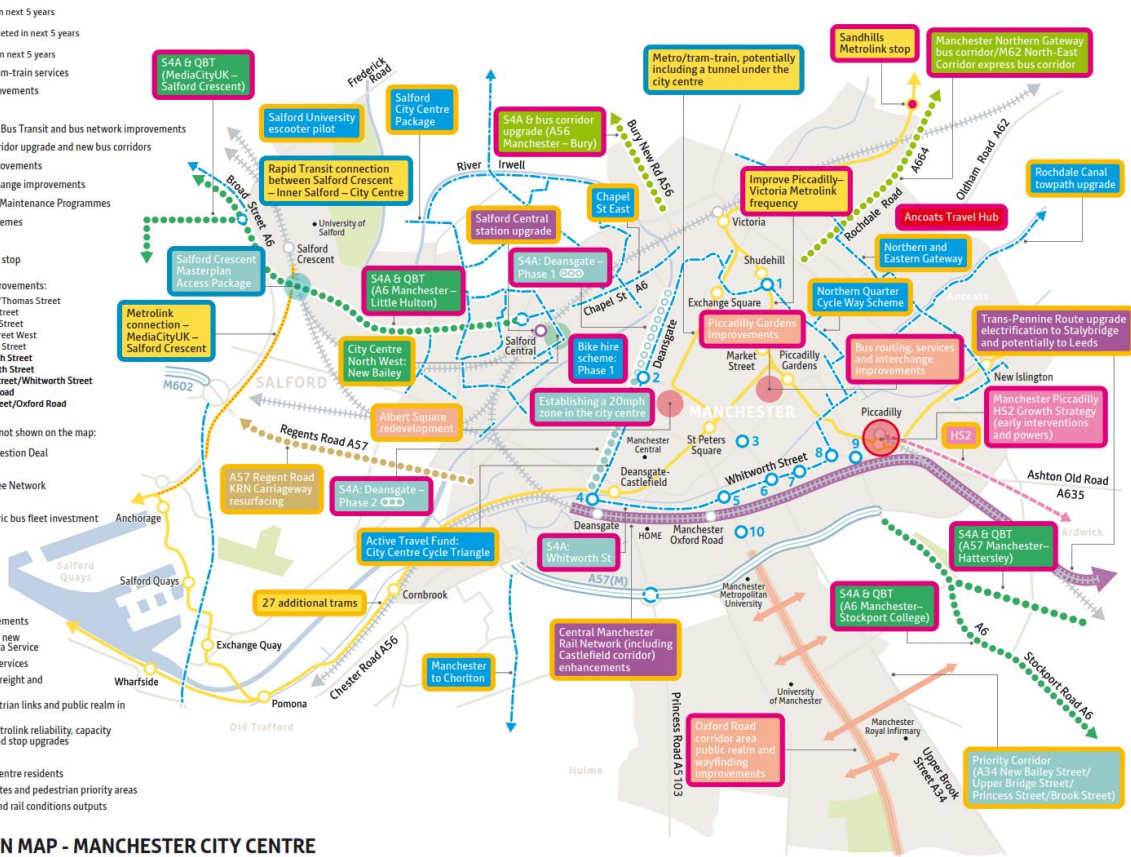 n next 5 years
eted in next 5 years
n next 5 years
m-train services
ovements
Bus Transit and bus network improvements
ridor upgrade and new bus corridors
rovements
ange improvements
Maintenance Programmes
emes
stop
provements:
/Thomas Street
treet
Street
reet West
Street
h Street
th Street
treet/Whitworth Street
oad
eet/Oxford Road
not shown on the map:
estion Deal
ee Network
ric bus fleet investment
ements
new
a Service
ervices
reight and
trian links and public realm in
trolink reliability, capacity
nd stop upgrades
entre residents
tes and pedestrian priority areas
nd rail conditions outputs
N MAP - MANCHESTER CITY CENTRE
S4A & QBT
(MediaCityUK –
Salford Crescent)
Frederick
Road
Salford University
escooter pilot
Salford
City Centre
Package
Rapid Transit connection
between Salford Crescent
– Inner Salford – City Centre
S4A & bus corridor
upgrade (A56
Manchester – Bury)
Bury New Rd A56
Metro/tram-train, potentially
including a tunnel under the
city centre
Sandhills
Metrolink stop
Manchester Northern Gateway
bus corridor/M62 North-East
Corridor express bus corridor
A664
Rochdale Road
Oldham Road A62
Rochdale Canal
towpath upgrade
River Irwell
Improve Piccadilly–
Victoria Metrolink
frequency
Ancoats Travel Hub
Northern and
Eastern Gateway
Broad Street A6
University of
Salford
Salford
Crescent
Salford Central
station upgrade
Chapel
St East
Victoria
Shudehill
1
Exchange Square
Salford Crescent
Masterplan
Access Package
S4A & QBT
(A6 Manchester –
Little Hulton)
S4A: Deansgate –
Phase 1
Chapel St A6
Deansgate
Northern Quarter
Cycle Way Scheme
Ancoats
Trans-Pennine Route upgrade
electrification to Stalybridge
and potentially to Leeds
Metrolink
connection –
MediaCityUK –
Salford Crescent
City Centre
North West:
New Bailey
Salford
Central
Bike hire
scheme:
Phase 1
2
Piccadilly Gardens
improvements
Market
Street
Piccadilly
Gardens
Bus routing, services
and interchange
improvements
New Islington
M602
SALFORD
Establishing a 20mph
zone in the city centre
MANCHESTER
Piccadilly
Manchester Piccadilly
HS2 Growth Strategy
(early interventions
and powers)
HS2
Albert Square
redevelopment
Regents Road A57
Manchester
Central
St Peters
Square
3
Whitworth Street
8
9
7
6
5
4
Deansgate-
Castlefield
Ashton Old Road
A635
A57 Regent Road
KRN Carriageway
resurfacing
S4A: Deansgate –
Phase 2
Deansgate
HOME
Manchester
Oxford Road
10
Anchorage
Active Travel Fund:
City Centre Cycle Triangle
S4A:
Whitworth St
S4A & QBT
(A57 Manchester–
Hattersley)
Ardwick
Salford
Quays
Salford Quays
27 additional trams
Cornbrook
A57(M)
Manchester
Metropolitan
University
S4A & QBT
(A6 Manchester–
Stockport College)
A6
Stockport Road A6
Exchange Quay
Chester Road A56
Manchester
to Chorlton
Central Manchester
Rail Network (including
Castlefield corridor)
enhancements
Wharfside
Pomona
Old Trafford
Hulme
Princess Road A5103
University
of Manchester
Manchester
Royal Infirmary
Oxford Road
corridor area
public realm and
wayfinding
improvements
Upper Brook
Street A34
Priority Corridor
(A34 New Bailey Street/
Upper Bridge Street/
Princess Street/Brook Street)